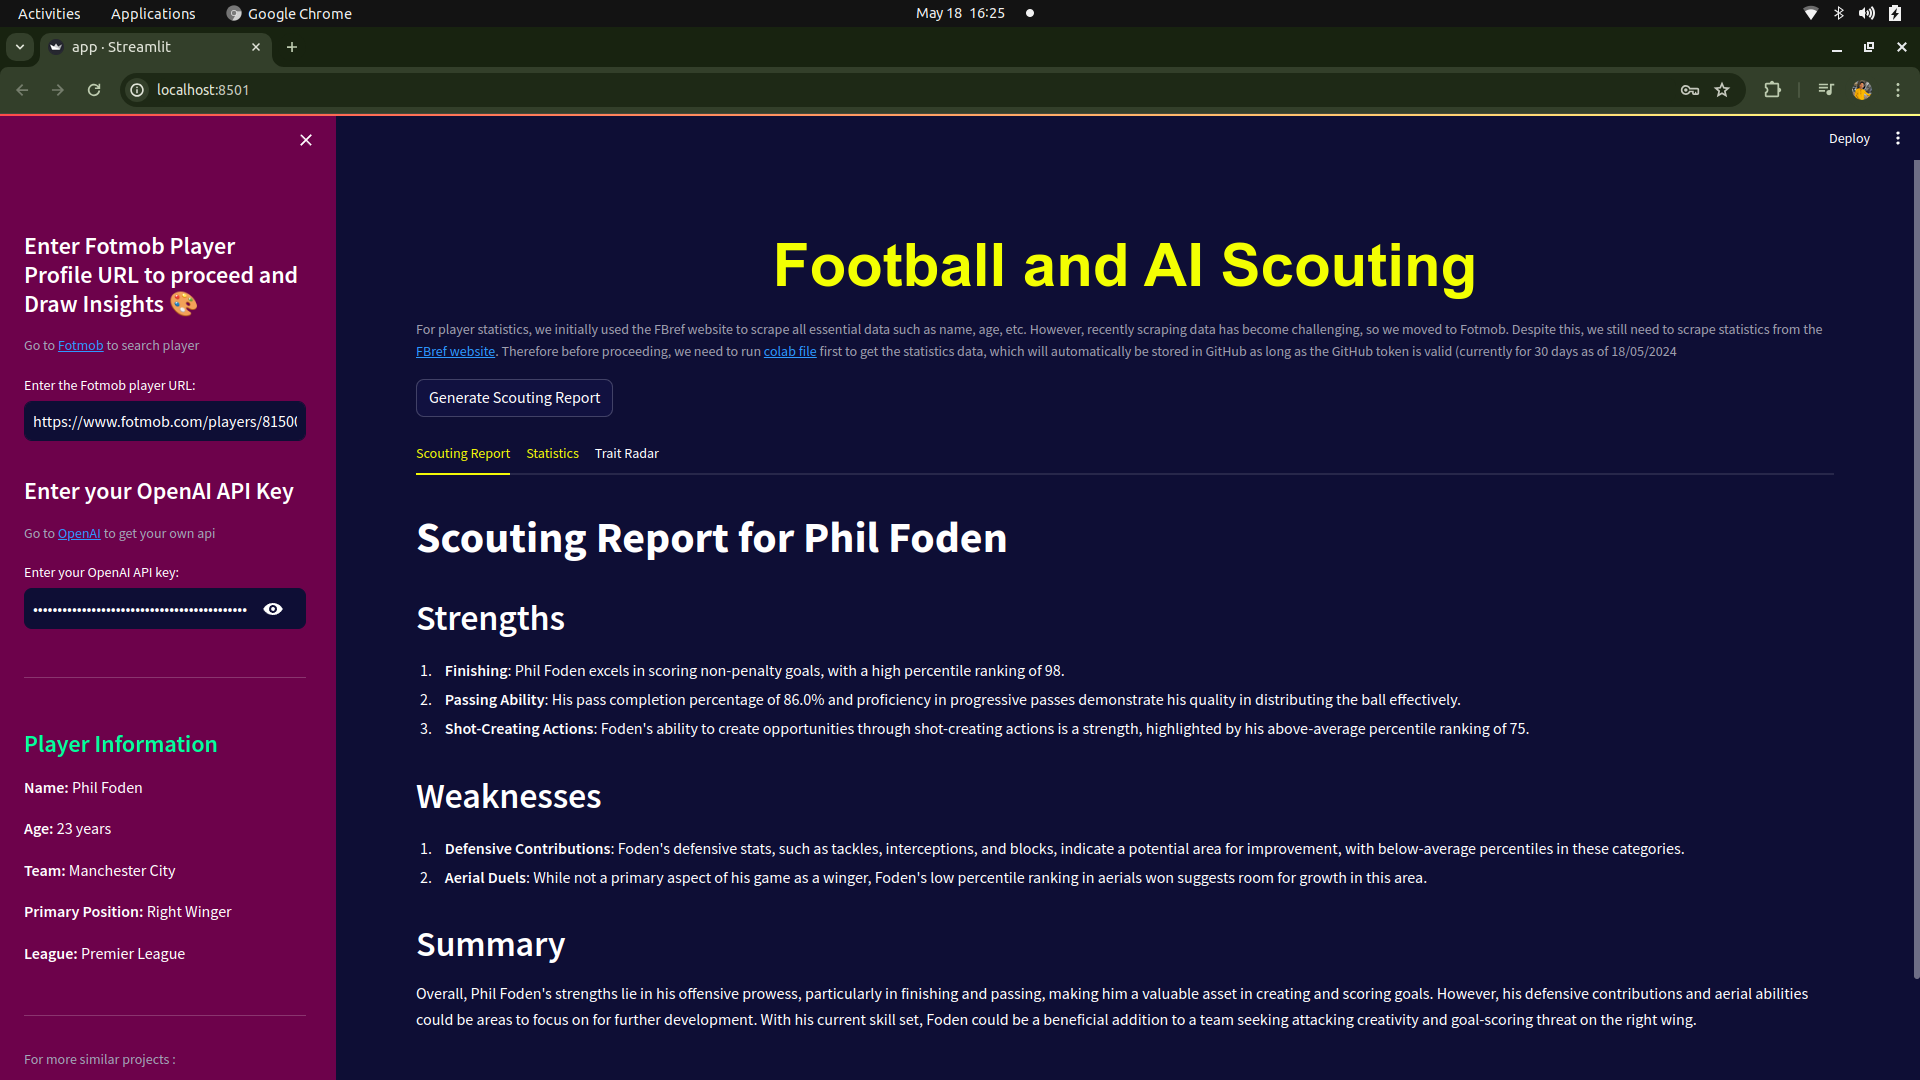 Activities Applications Google Chrome May 18 16:25
app · Streamlit
localhost:8501
Deploy
Enter Fotmob Player
Profile URL to proceed and
Draw Insights 🎨
Go to Fotmob to search player
Enter the Fotmob player URL:
https://www.fotmob.com/players/81500
Enter your OpenAI API Key
Go to OpenAI to get your own api
Enter your OpenAI API key:
Player Information
Name: Phil Foden
Age: 23 years
Team: Manchester City
Primary Position: Right Winger
League: Premier League
For more similar projects :
Football and AI Scouting
For player statistics, we initially used the FBref website to scrape all essential data such as name, age, etc. However, recently scraping data has become challenging, so we moved to Fotmob. Despite this, we still need to scrape statistics from the
FBref website. Therefore before proceeding, we need to run colab file first to get the statistics data, which will automatically be stored in GitHub as long as the GitHub token is valid (currently for 30 days as of 18/05/2024
Generate Scouting Report
Scouting Report Statistics Trait Radar
Scouting Report for Phil Foden
Strengths
1. Finishing: Phil Foden excels in scoring non-penalty goals, with a high percentile ranking of 98.
2. Passing Ability: His pass completion percentage of 86.0% and proficiency in progressive passes demonstrate his quality in distributing the ball effectively.
3. Shot-Creating Actions: Foden's ability to create opportunities through shot-creating actions is a strength, highlighted by his above-average percentile ranking of 75.
Weaknesses
1. Defensive Contributions: Foden's defensive stats, such as tackles, interceptions, and blocks, indicate a potential area for improvement, with below-average percentiles in these categories.
2. Aerial Duels: While not a primary aspect of his game as a winger, Foden's low percentile ranking in aerials won suggests room for growth in this area.
Summary
Overall, Phil Foden's strengths lie in his offensive prowess, particularly in finishing and passing, making him a valuable asset in creating and scoring goals. However, his defensive contributions and aerial abilities
could be areas to focus on for further development. With his current skill set, Foden could be a beneficial addition to a team seeking attacking creativity and goal-scoring threat on the right wing.